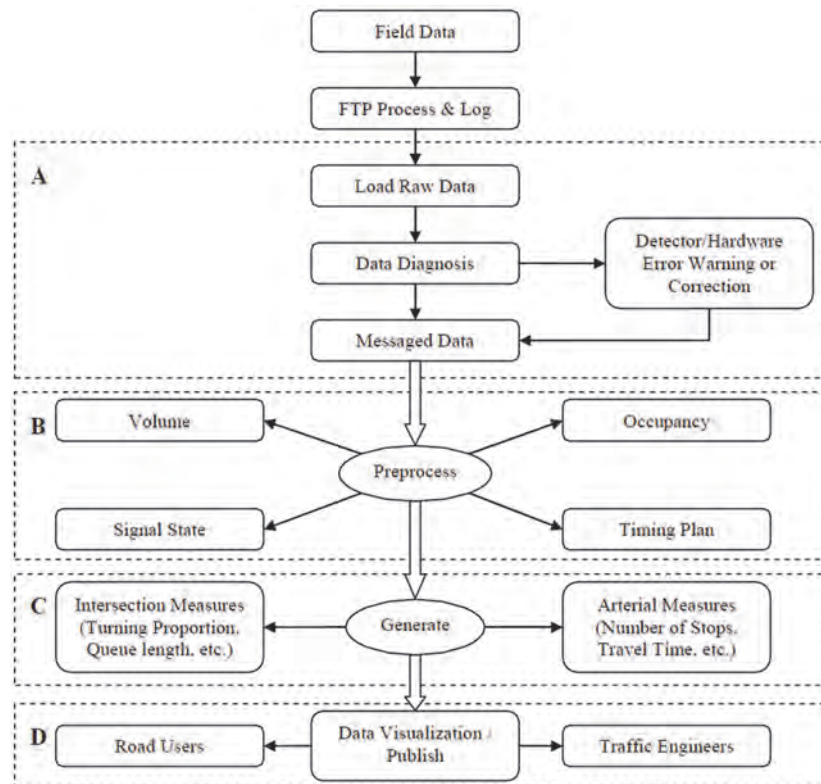 Field Data
FTP Process & Log
A
Load Raw Data
Data Diagnosis
Detector/Hardware
Error Warning or
Correction
Messaged Data
B
Volume
Occupancy
Preprocess
Signal State
Timing Plan
C
Intersection Measures
(Turning Proportion,
Queue length, etc.)
Generate
Arterial Measures
(Number of Stops,
Travel Time, etc.)
D
Road Users
Data Visualization /
Publish
Traffic Engineers